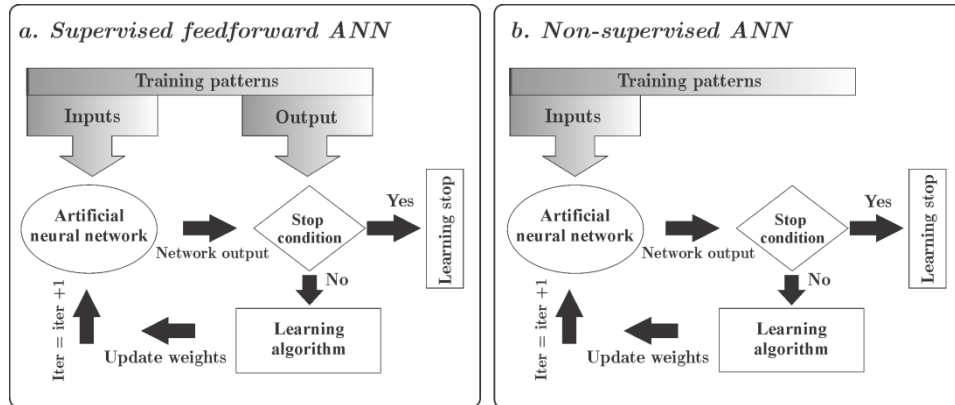 a. Supervised feedforward ANN
Training patterns
Inputs
Output
Artificial
neural network
Network output
Stop
condition
Yes
Learning stop
No
Learning
algorithm
Update weights
Iter = iter +1
b. Non-supervised ANN
Training patterns
Inputs
Artificial
neural network
Network output
Stop
condition
Yes
Learning stop
No
Learning
algorithm
Update weights
Iter = iter +1